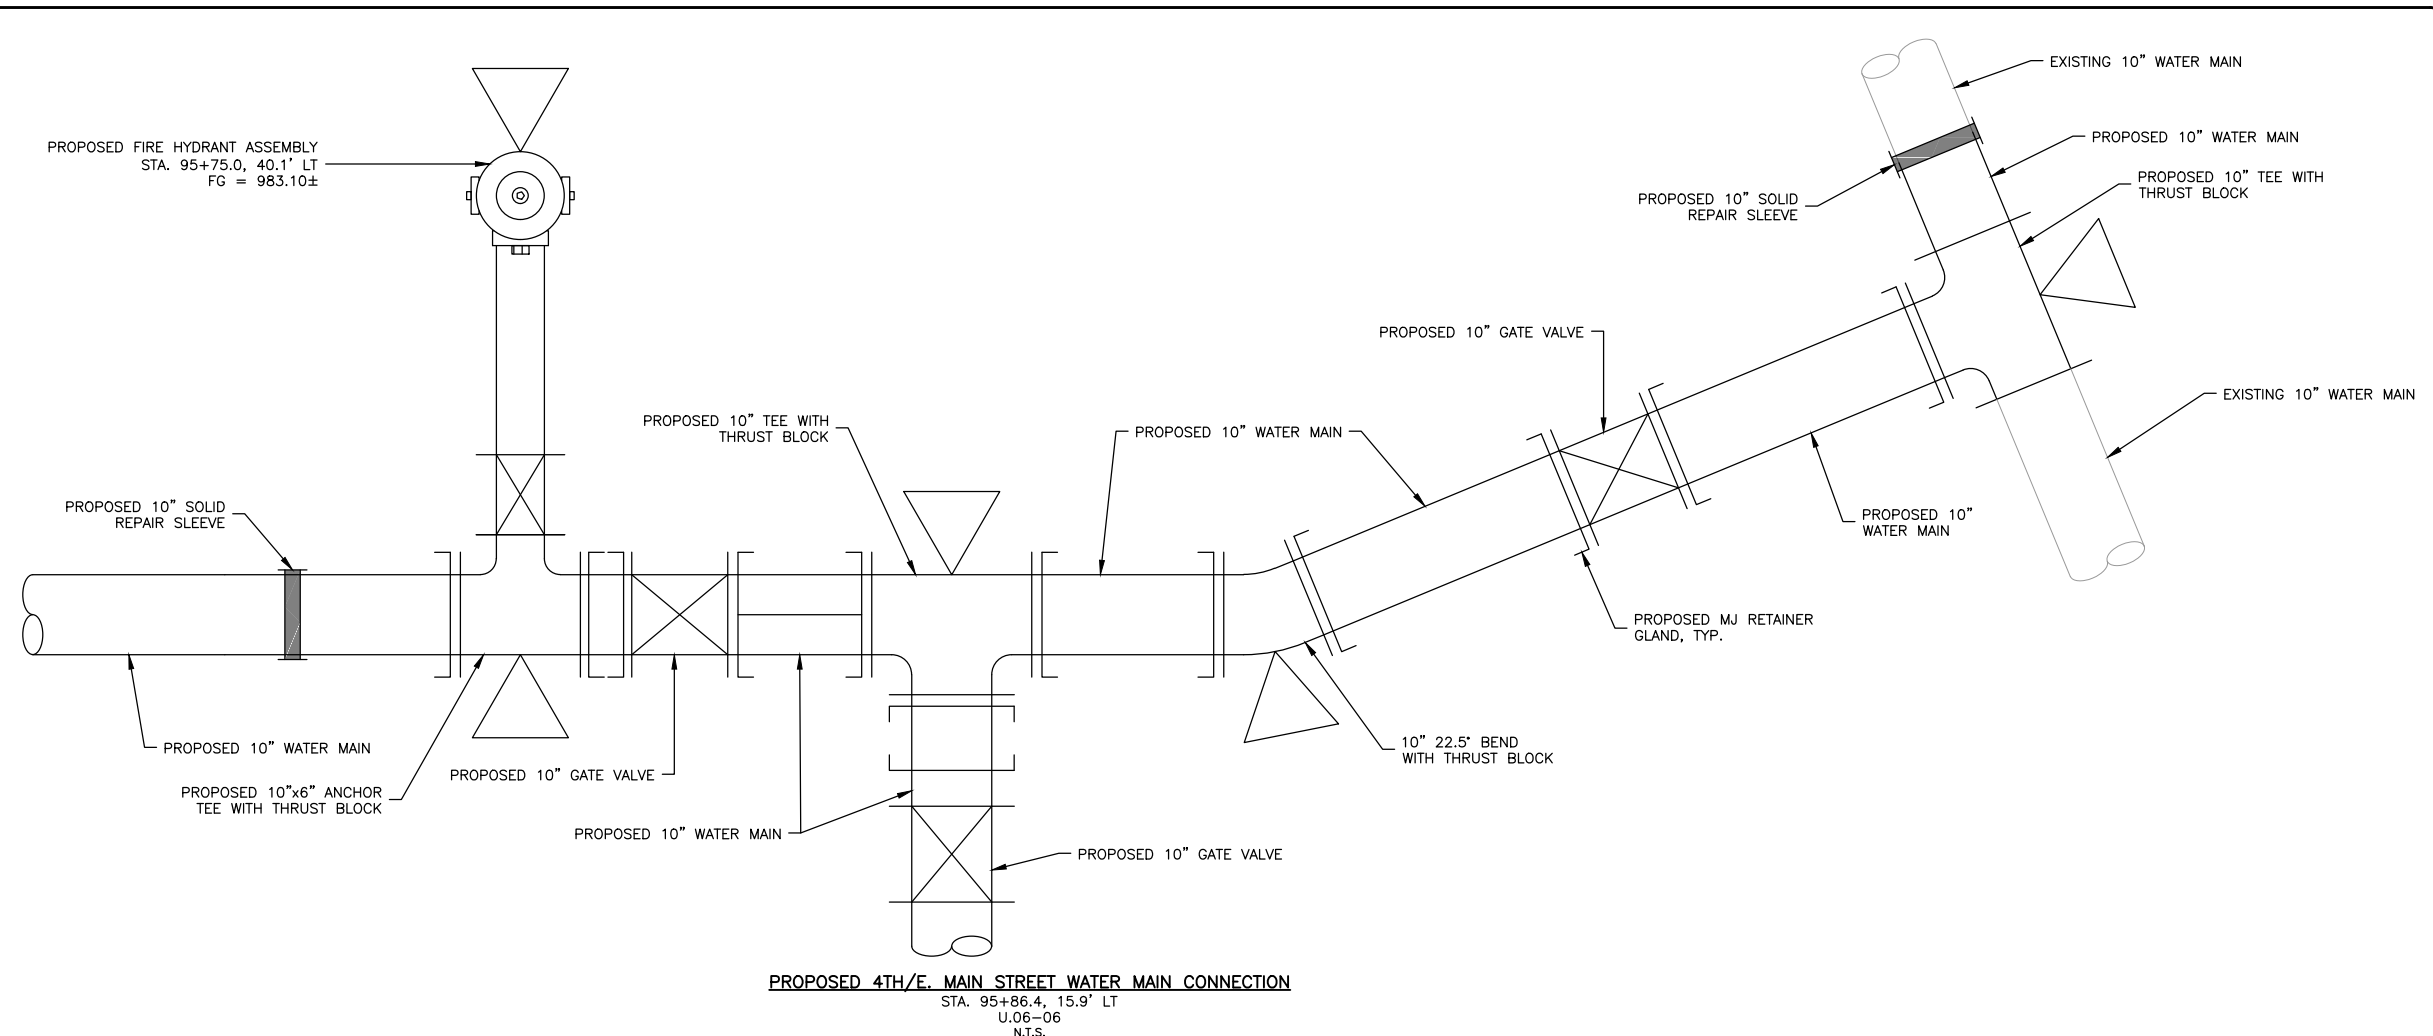 EXISTING 10” WATER MAIN
PROPOSED 10” WATER MAIN
PROPOSED FIRE HYDRANT ASSEMBLY
STA. 95+75.0, 40.1’ LT
FG = 983.10±
PROPOSED 10” TEE WITH
THRUST BLOCK
PROPOSED 10” SOLID
REPAIR SLEEVE
PROPOSED 10” GATE VALVE
EXISTING 10” WATER MAIN
PROPOSED 10” TEE WITH
THRUST BLOCK
PROPOSED 10” WATER MAIN
PROPOSED 10” SOLID
REPAIR SLEEVE
PROPOSED 10”
WATER MAIN
PROPOSED MJ RETAINER
GLAND, TYP.
PROPOSED 10” WATER MAIN
10” 22.5° BEND
WITH THRUST BLOCK
PROPOSED 10” GATE VALVE
PROPOSED 10”x6” ANCHOR
TEE WITH THRUST BLOCK
PROPOSED 10” WATER MAIN
PROPOSED 10” GATE VALVE
PROPOSED 4TH/E. MAIN STREET WATER MAIN CONNECTION
STA. 95+86.4, 15.9’ LT
U.06-06
N.T.S.